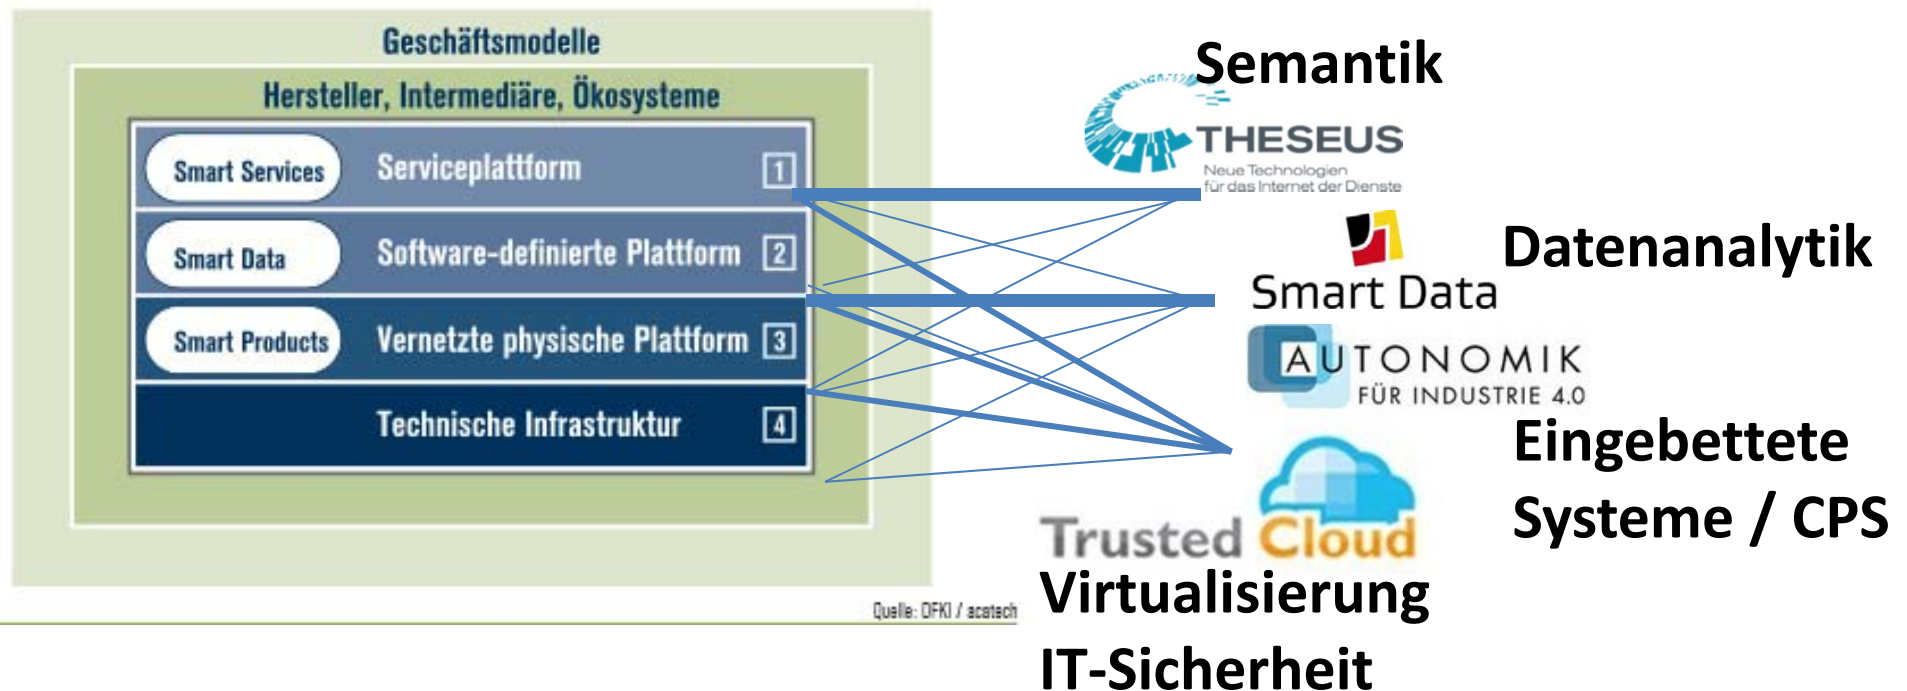 Geschäftsmodelle
Hersteller, Intermediäre, Ökosysteme
Smart Services Serviceplattform 1
Smart Data Software-definierte Plattform 2
Smart Products Vernetzte physische Plattform 3
Technische Infrastruktur 4
Quelle: DFKI / acatech
Semantik
THESEUS
Neue Technologien
für das Internet der Dienste
Datenanalytik
Smart Data
AUTONOMIK
FÜR INDUSTRIE 4.0
Eingebettete
Systeme / CPS
Trusted Cloud
Virtualisierung
IT-Sicherheit